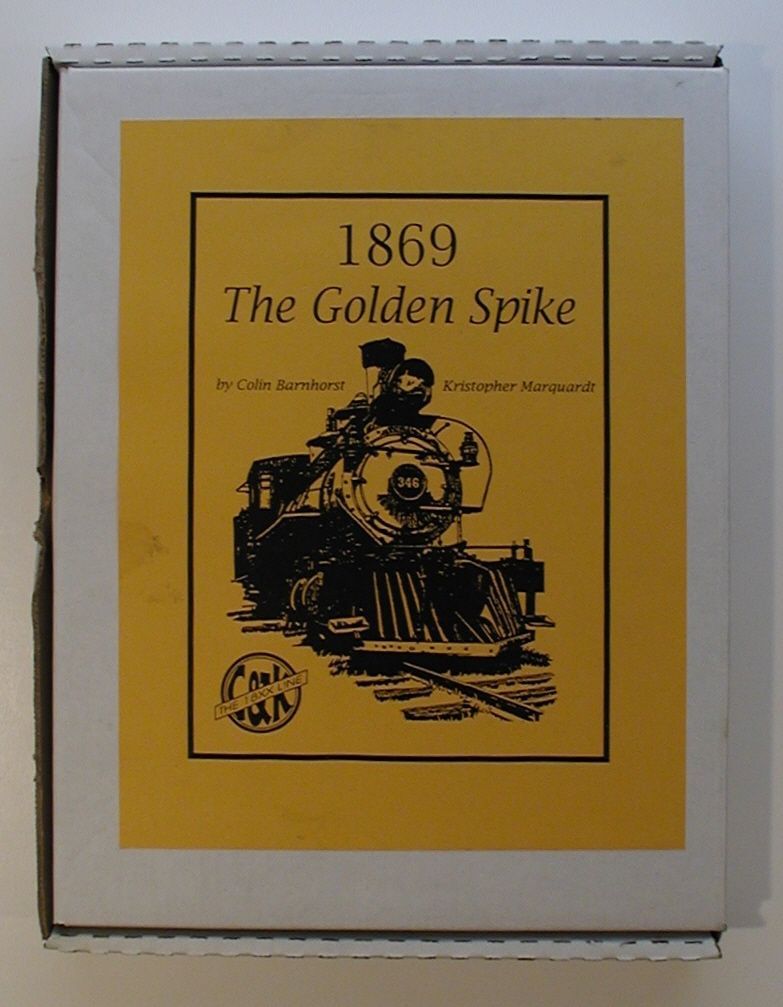 1869
The Golden Spike
by Colin Barnhorst Kristopher Marquardt
346
C&K
THE 18XX LINE